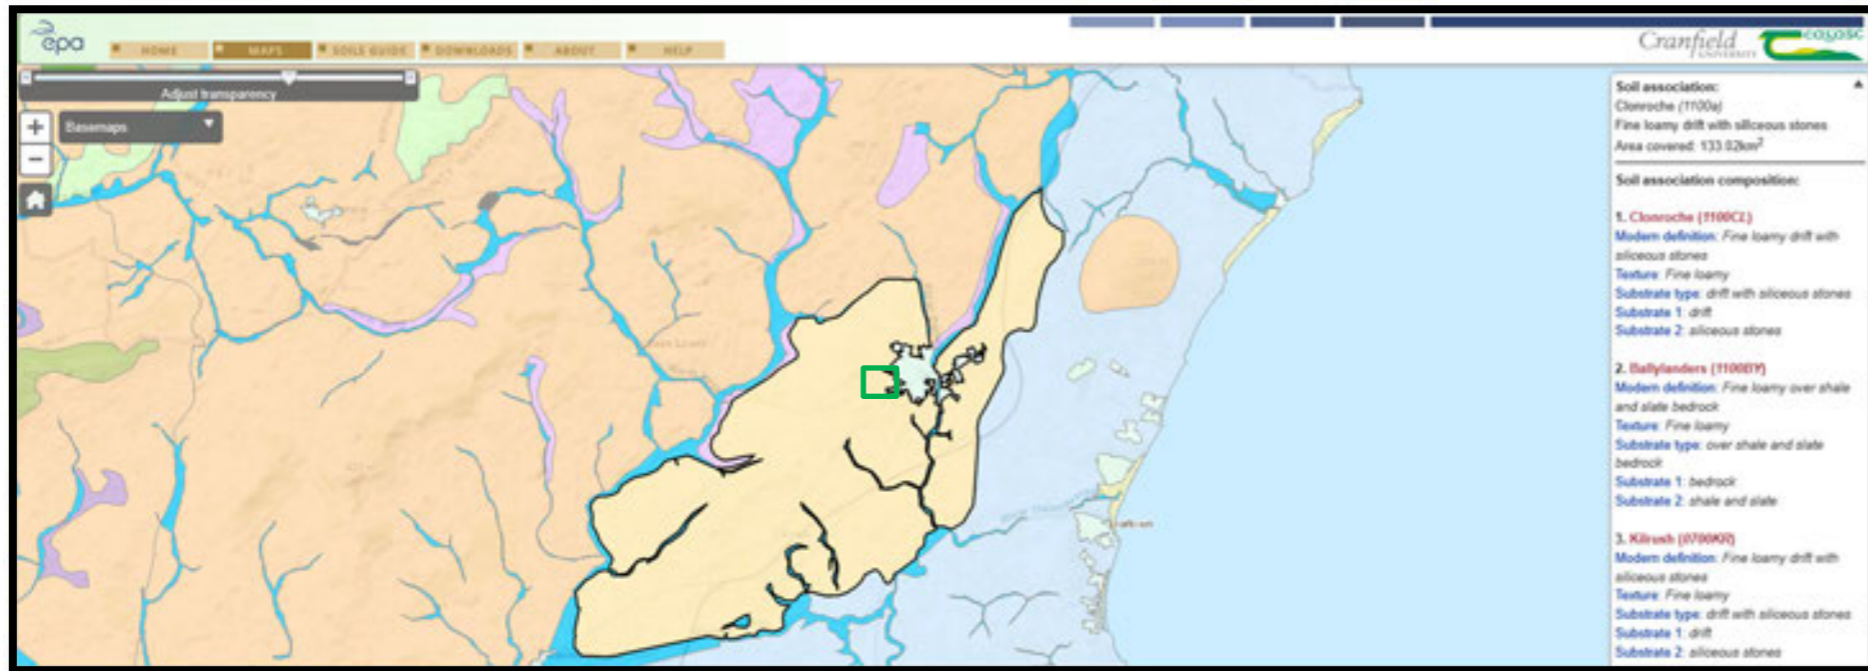 epa
HOME
MAPS
SOILS GUIDE
DOWNLOADS
ABOUT
HELP
Cranfield
UNIVERSITY
Adjust transparency
+
Basemaps
−
Soil association:
Clonroche (1100a)
Fine loamy drift with siliceous stones
Area covered: 133.02km²
Soil association composition:
1. Clonroche (1100CL)
Modern definition: Fine loamy drift with
siliceous stones
Texture: Fine loamy
Substrate type: drift with siliceous stones
Substrate 1: drift
Substrate 2: siliceous stones
2. Ballylanders (1100BY)
Modern definition: Fine loamy over shale
and slate bedrock
Texture: Fine loamy
Substrate type: over shale and slate
bedrock
Substrate 1: bedrock
Substrate 2: shale and slate
3. Kilrush (0700KR)
Modern definition: Fine loamy drift with
siliceous stones
Texture: Fine loamy
Substrate type: drift with siliceous stones
Substrate 1: drift
Substrate 2: siliceous stones